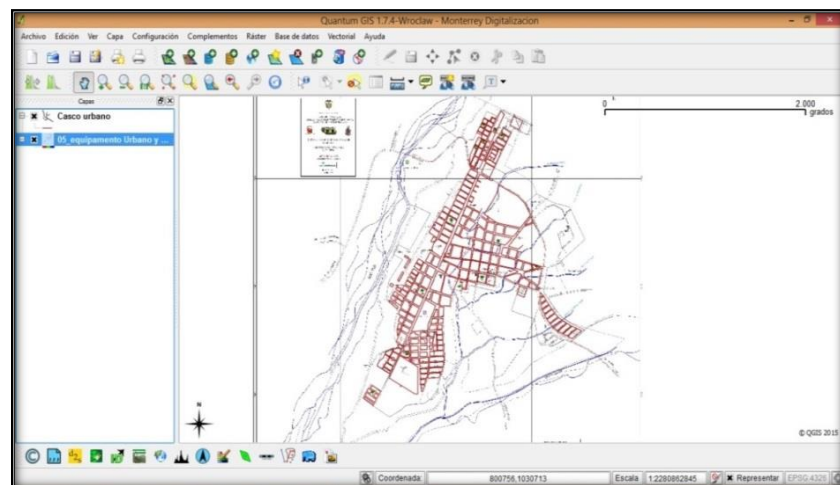 Quantum GIS 1.7.4-Wroclaw - Monterrey Digitalizacion
Archivo Edición Ver Capa Configuración Complementos Ráster Base de datos Vectorial Ayuda
Capas
Casco urbano
05_equipamento Urbano y ...
0 2.000
grados
N
© QGIS 2015
Coordenada: 800756,1030713 Escala 1:2280862845 Representar EPSG:4326